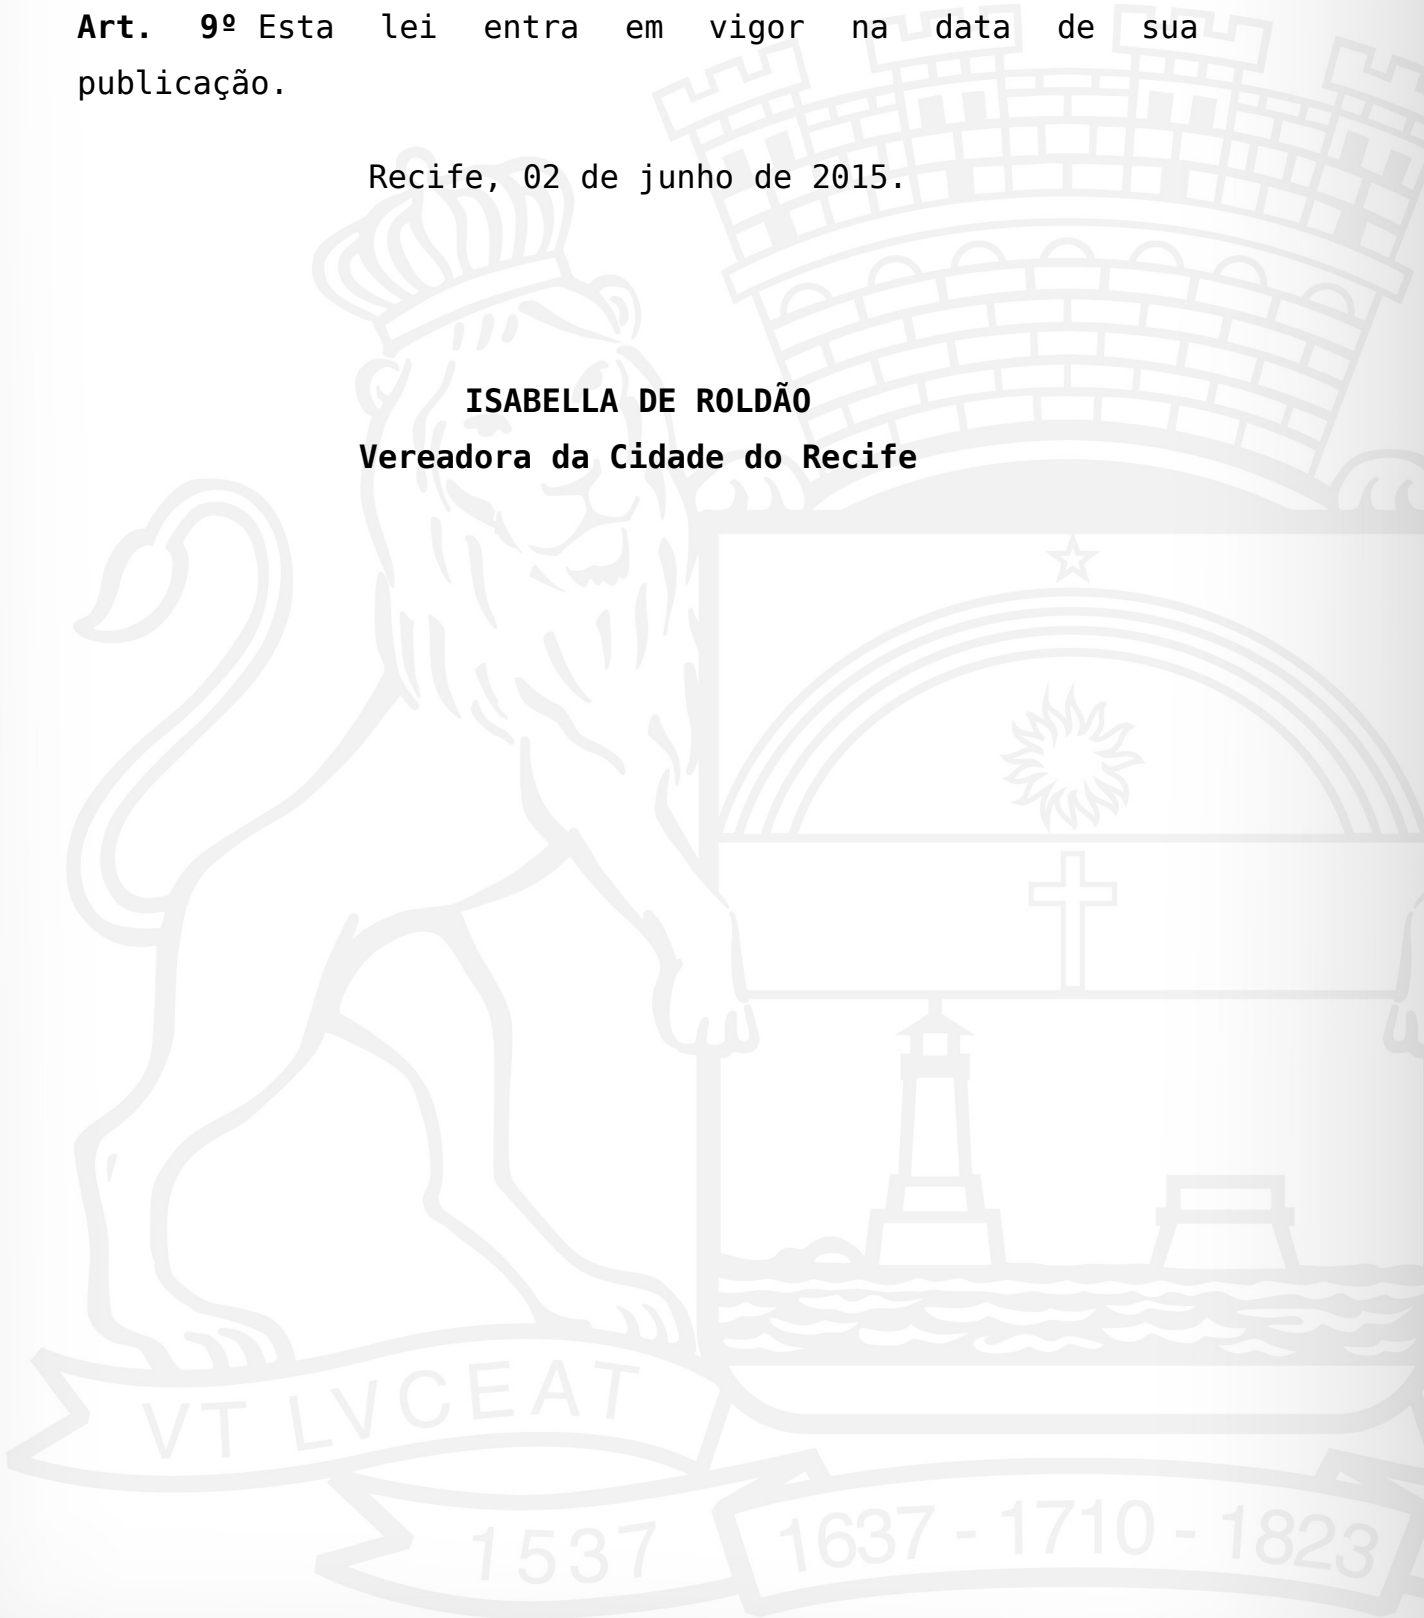 Art. 9º Esta lei entra em vigor na data de sua
publicação.
Recife, 02 de junho de 2015.
ISABELLA DE ROLDÃO
Vereadora da Cidade do Recife
VT LVCEAT
1537
1637 - 1710 - 1823